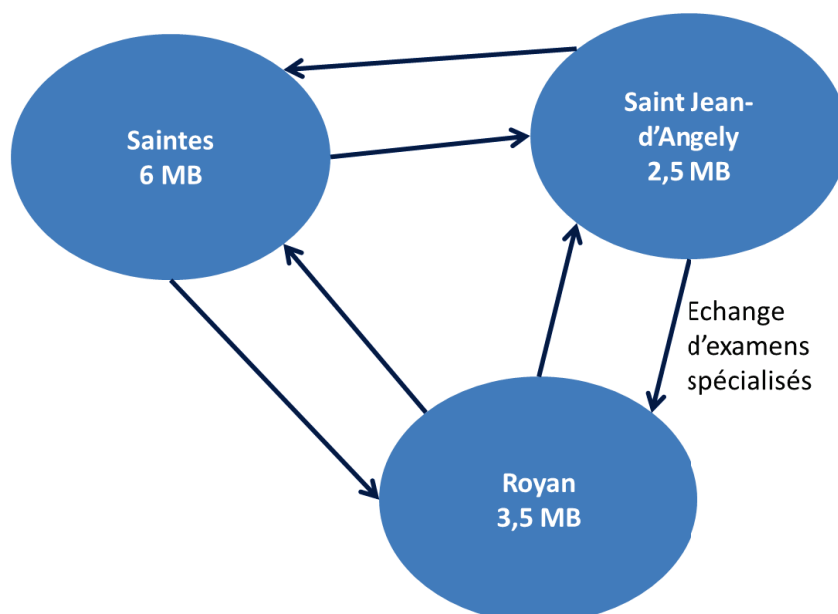 Saintes
6 MB
Saint Jean-
d'Angely
2,5 MB
Echange
d'examens
spécialisés
Royan
3,5 MB